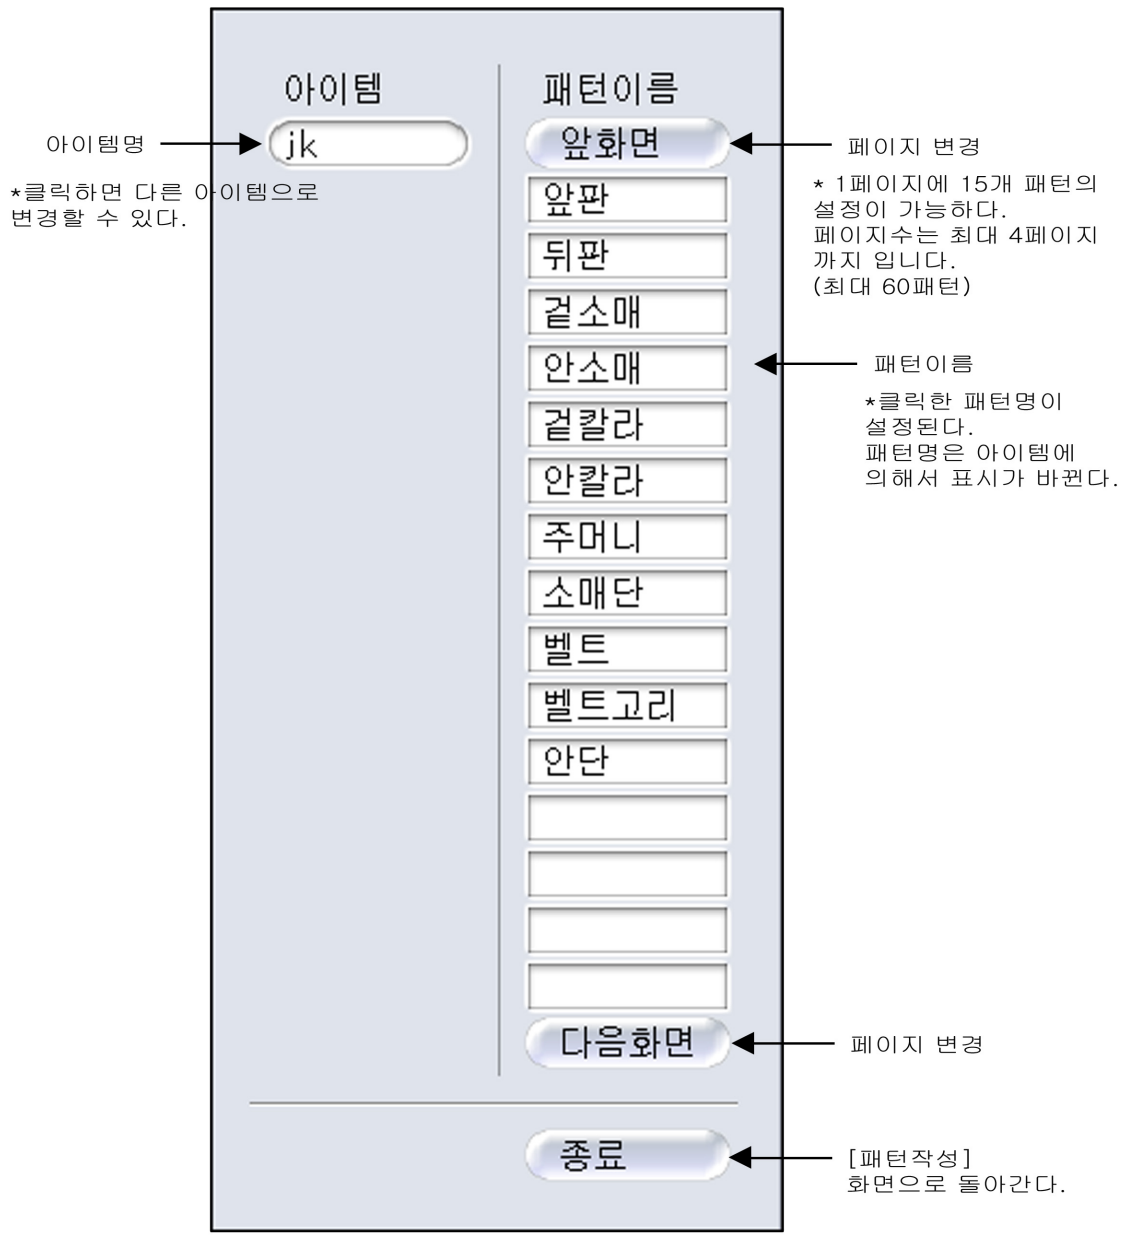 아이템
jk
아이템명
*클릭하면 다른 아이템으로
변경할 수 있다.
패턴이름
앞화면
앞판
뒤판
겉소매
안소매
겉칼라
안칼라
주머니
소매단
벨트
벨트고리
안단
다음화면
종료
페이지 변경
* 1페이지에 15개 패턴의
설정이 가능하다.
페이지수는 최대 4페이지
까지 입니다.
(최대 60패턴)
패턴이름
*클릭한 패턴명이
설정된다.
패턴명은 아이템에
의해서 표시가 바뀐다.
페이지 변경
[패턴작성]
화면으로 돌아간다.